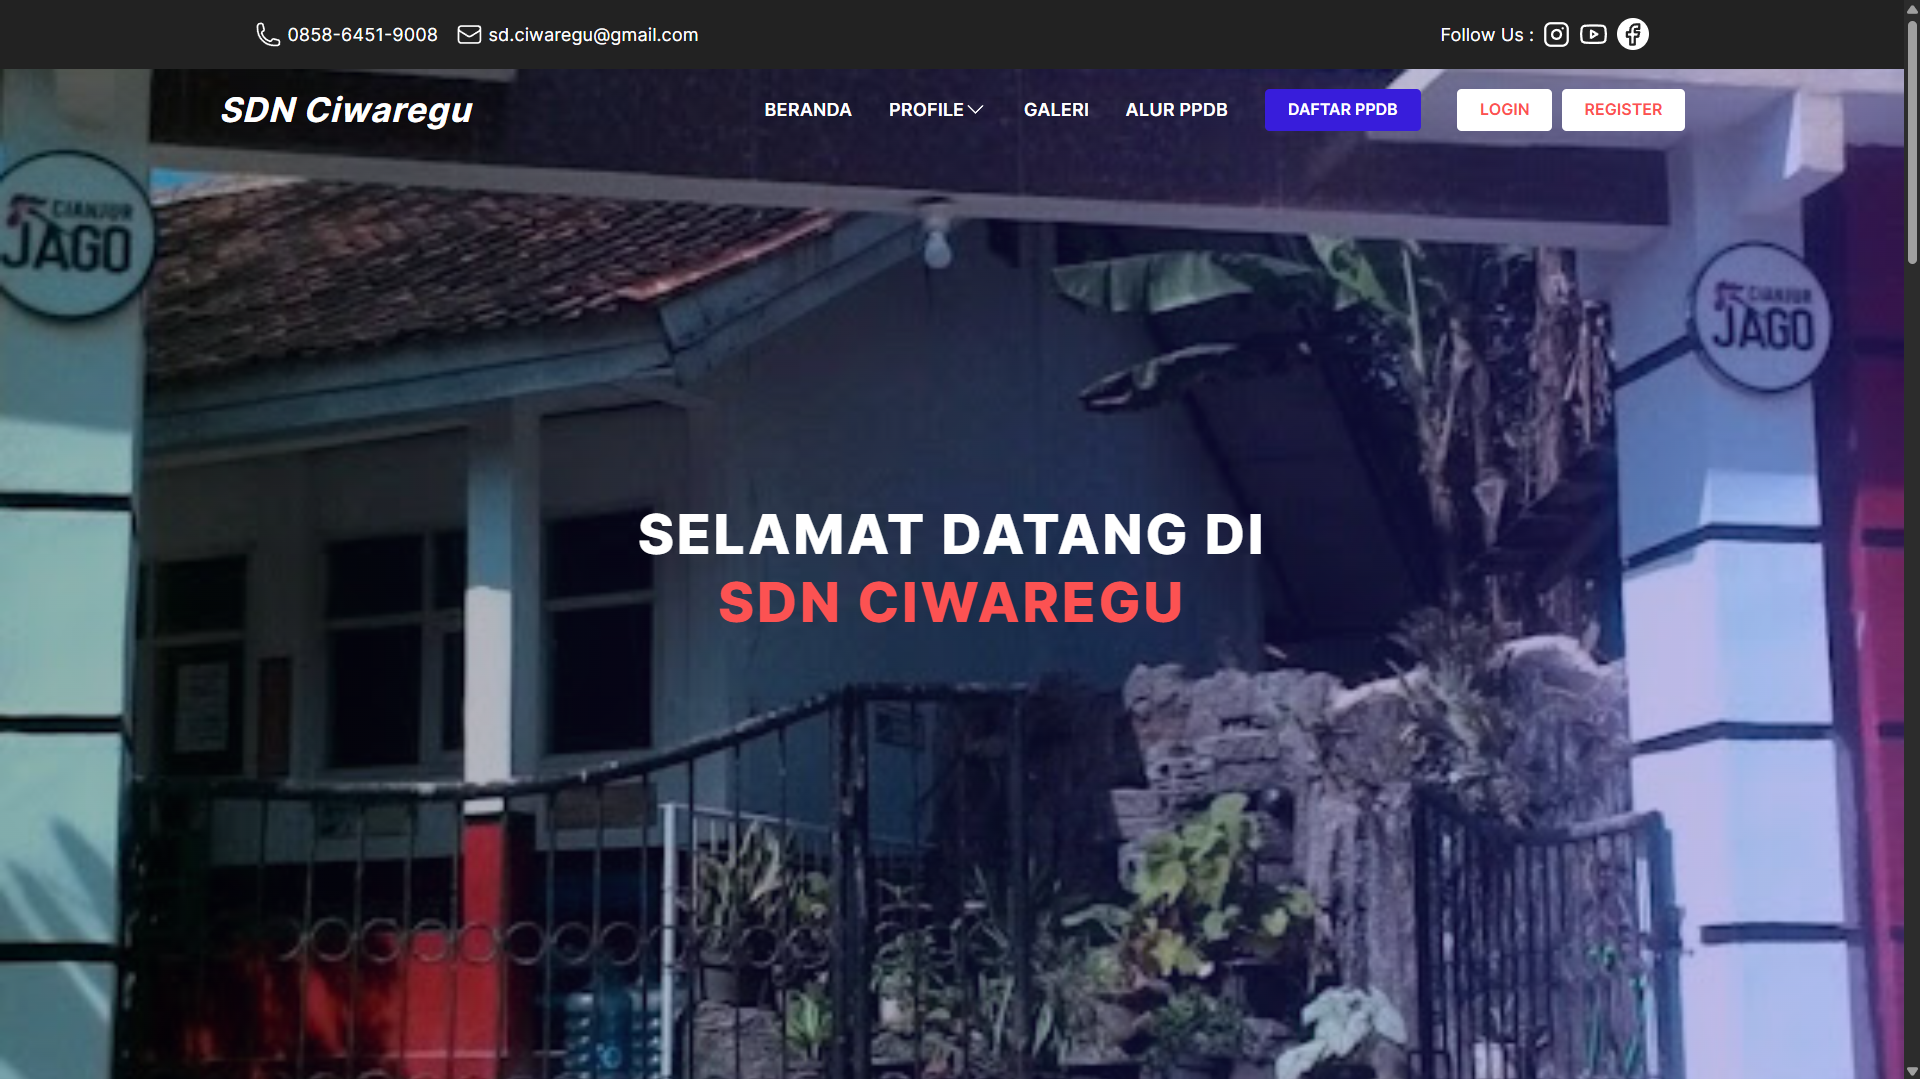 0858-6451-9008 sd.ciwaregu@gmail.com Follow Us :
SDN Ciwaregu BERANDA PROFILE GALERI ALUR PPDB DAFTAR PPDB LOGIN REGISTER
CIANJUR
JAGO
CIANJUR
JAGO
SELAMAT DATANG DI
SDN CIWAREGU